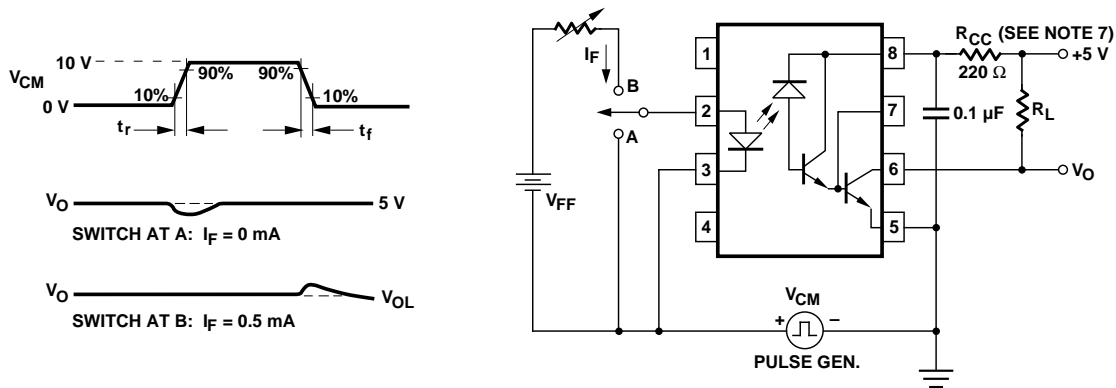 10 V
V_CM
90% 90%
10% 10%
0 V
t_r t_f
V_O 5 V
SWITCH AT A: I_F = 0 mA
V_O V_OL
SWITCH AT B: I_F = 0.5 mA
I_F
B
A
V_FF
1
2
3
4
8
7
6
5
R_CC (SEE NOTE 7)
+5 V
220 Ω
0.1 µF
R_L
V_O
V_CM
+ –
PULSE GEN.